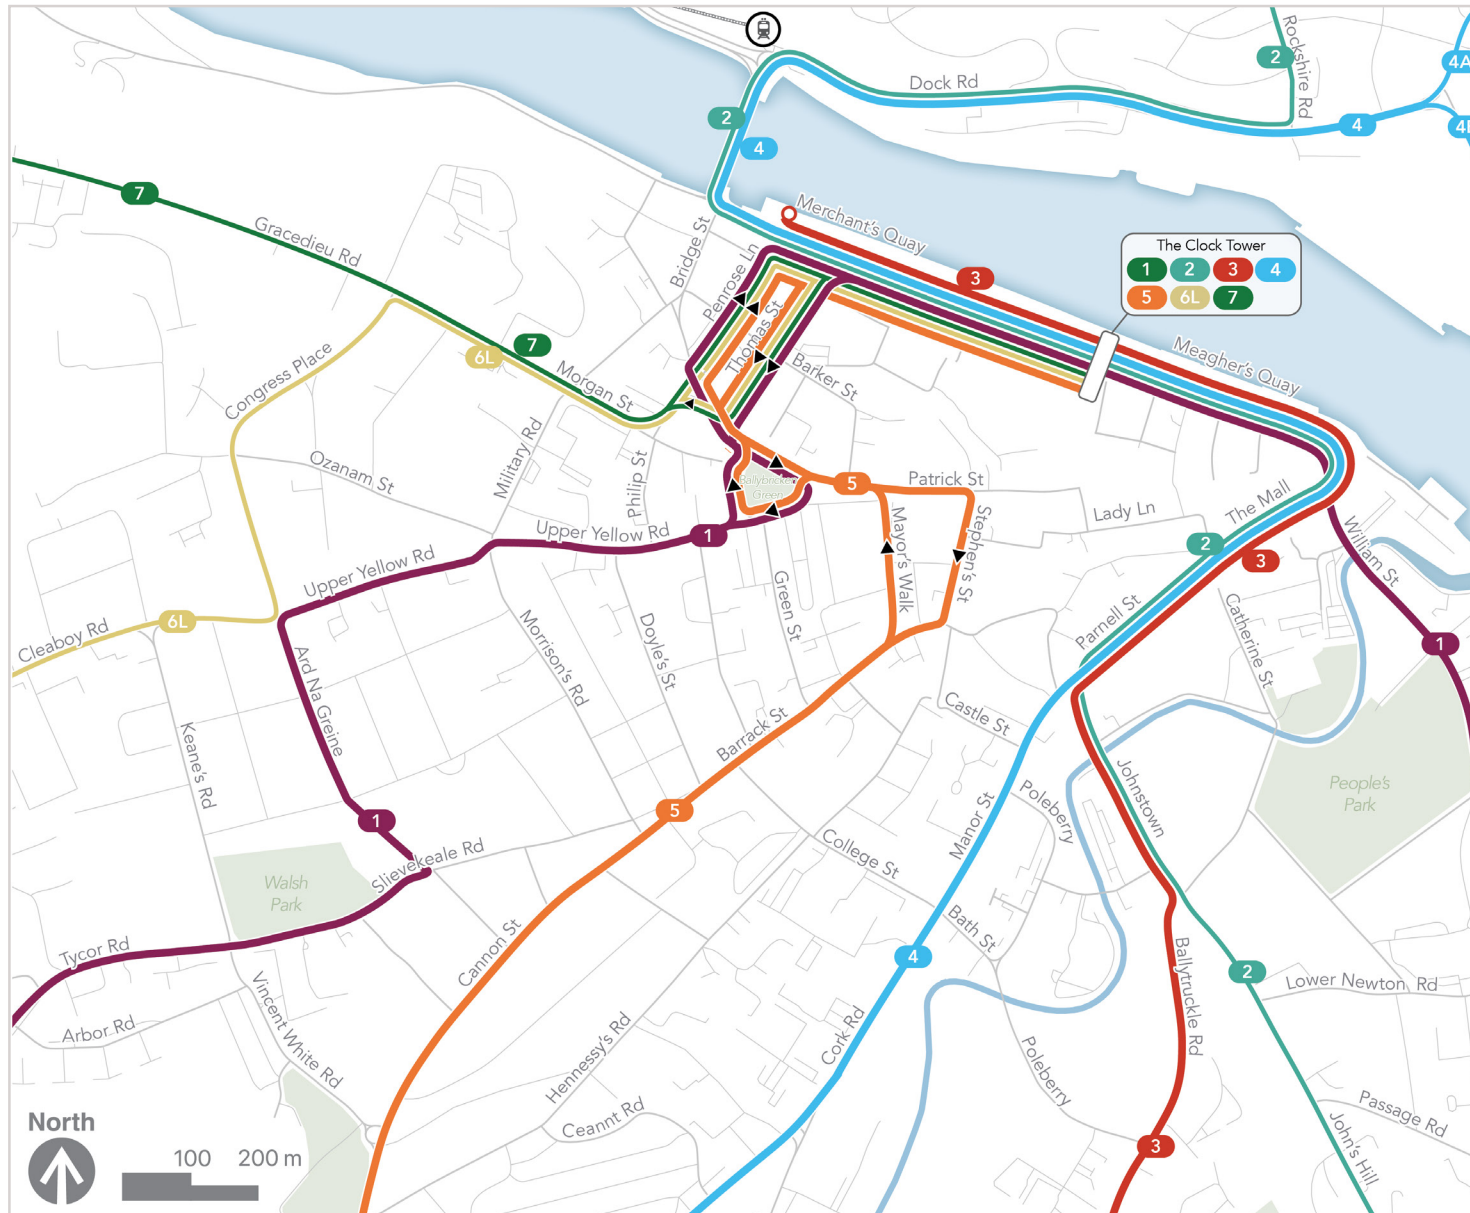 Dock Rd
Rockshire Rd
2
4A
2
4
4
Merchant's Quay
7
Gracedieu Rd
Bridge St
Penrose Ln
3
The Clock Tower
1 2 3 4
5 6L 7
Thomas St
Meagher's Quay
7
6L
Morgan St
Barker St
Congress Place
Military Rd
Ozanam St
Philip St
Ballybricken
Green
5
Patrick St
Lady Ln
The Mall
William St
Upper Yellow Rd
1
Upper Yellow Rd
Mayor's Walk
Stephen's St
2
3
Cleaboy Rd
6L
Green St
Parnell St
Catherine St
1
Ard Na Greine
Morrison's Rd
Doyle's St
Castle St
Barrack St
Keane's Rd
People's
Park
Johnstown
Poleberry
5
1
Manor St
College St
Slievekeale Rd
Walsh
Park
Bath St
Cannon St
Tycor Rd
4
Ballytruckle Rd
2
Lower Newton Rd
Vincent White Rd
Arbor Rd
Cork Rd
Hennessy's Rd
Poleberry
Ceannt Rd
Passage Rd
3
John's Hill
North
100 200 m